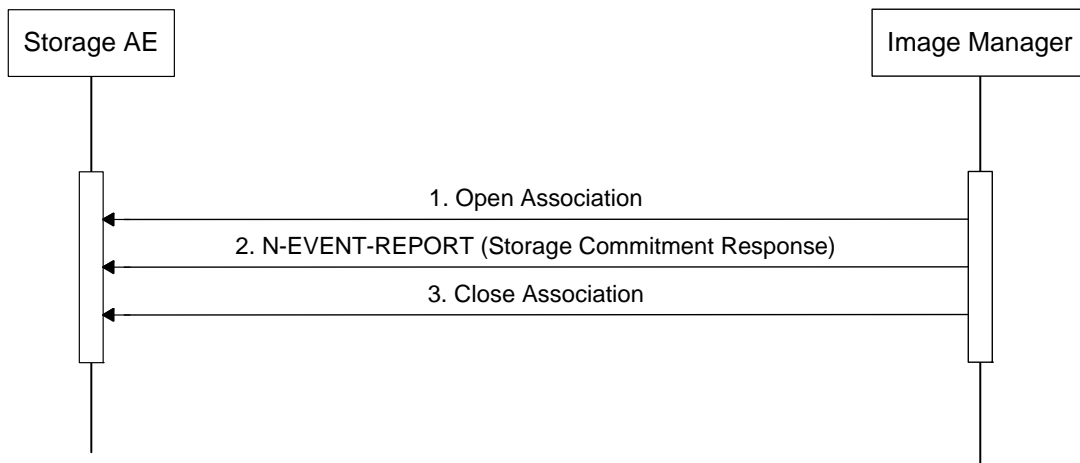 Storage AE
Image Manager
1. Open Association
2. N-EVENT-REPORT (Storage Commitment Response)
3. Close Association